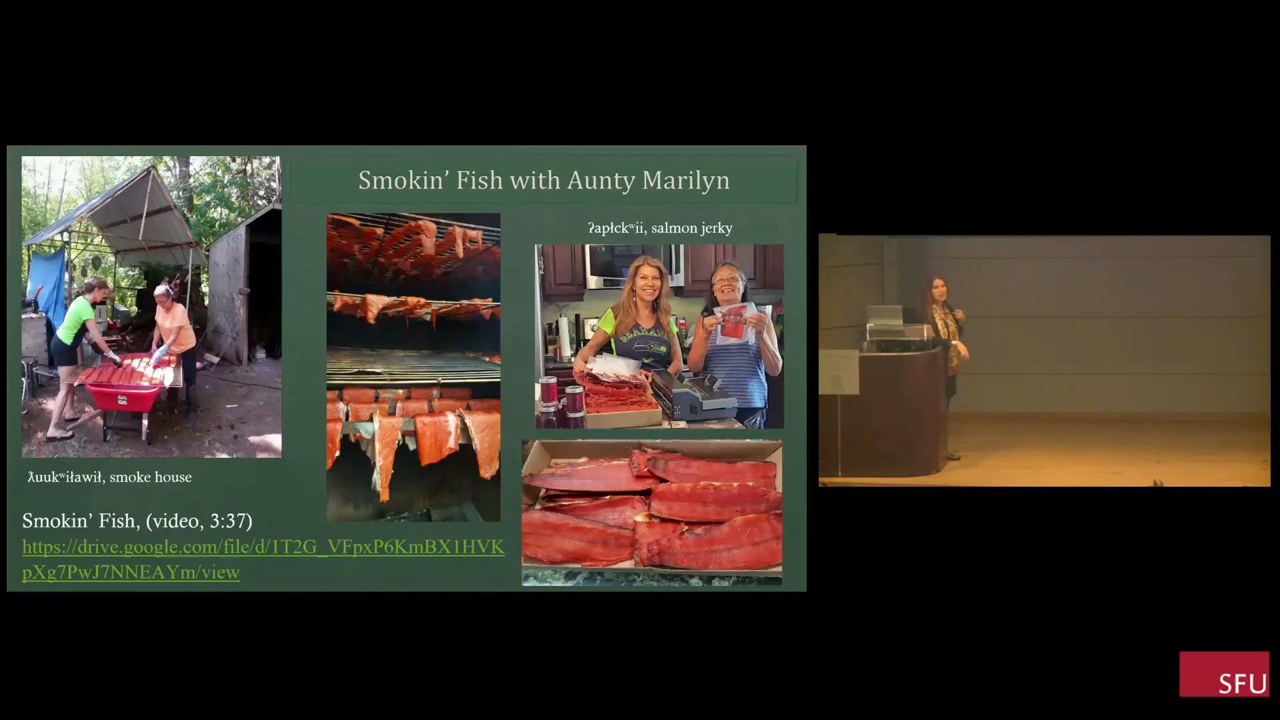 Smokin’ Fish with Aunty Marilyn
ʔapłckʷii, salmon jerky
SEAHAWKS
ƛuukʷiławił, smoke house
Smokin’ Fish, (video, 3:37)
https://drive.google.com/file/d/1T2G_VFpxP6KmBX1HVK
pXg7PwJ7NNEAYm/view
SFU